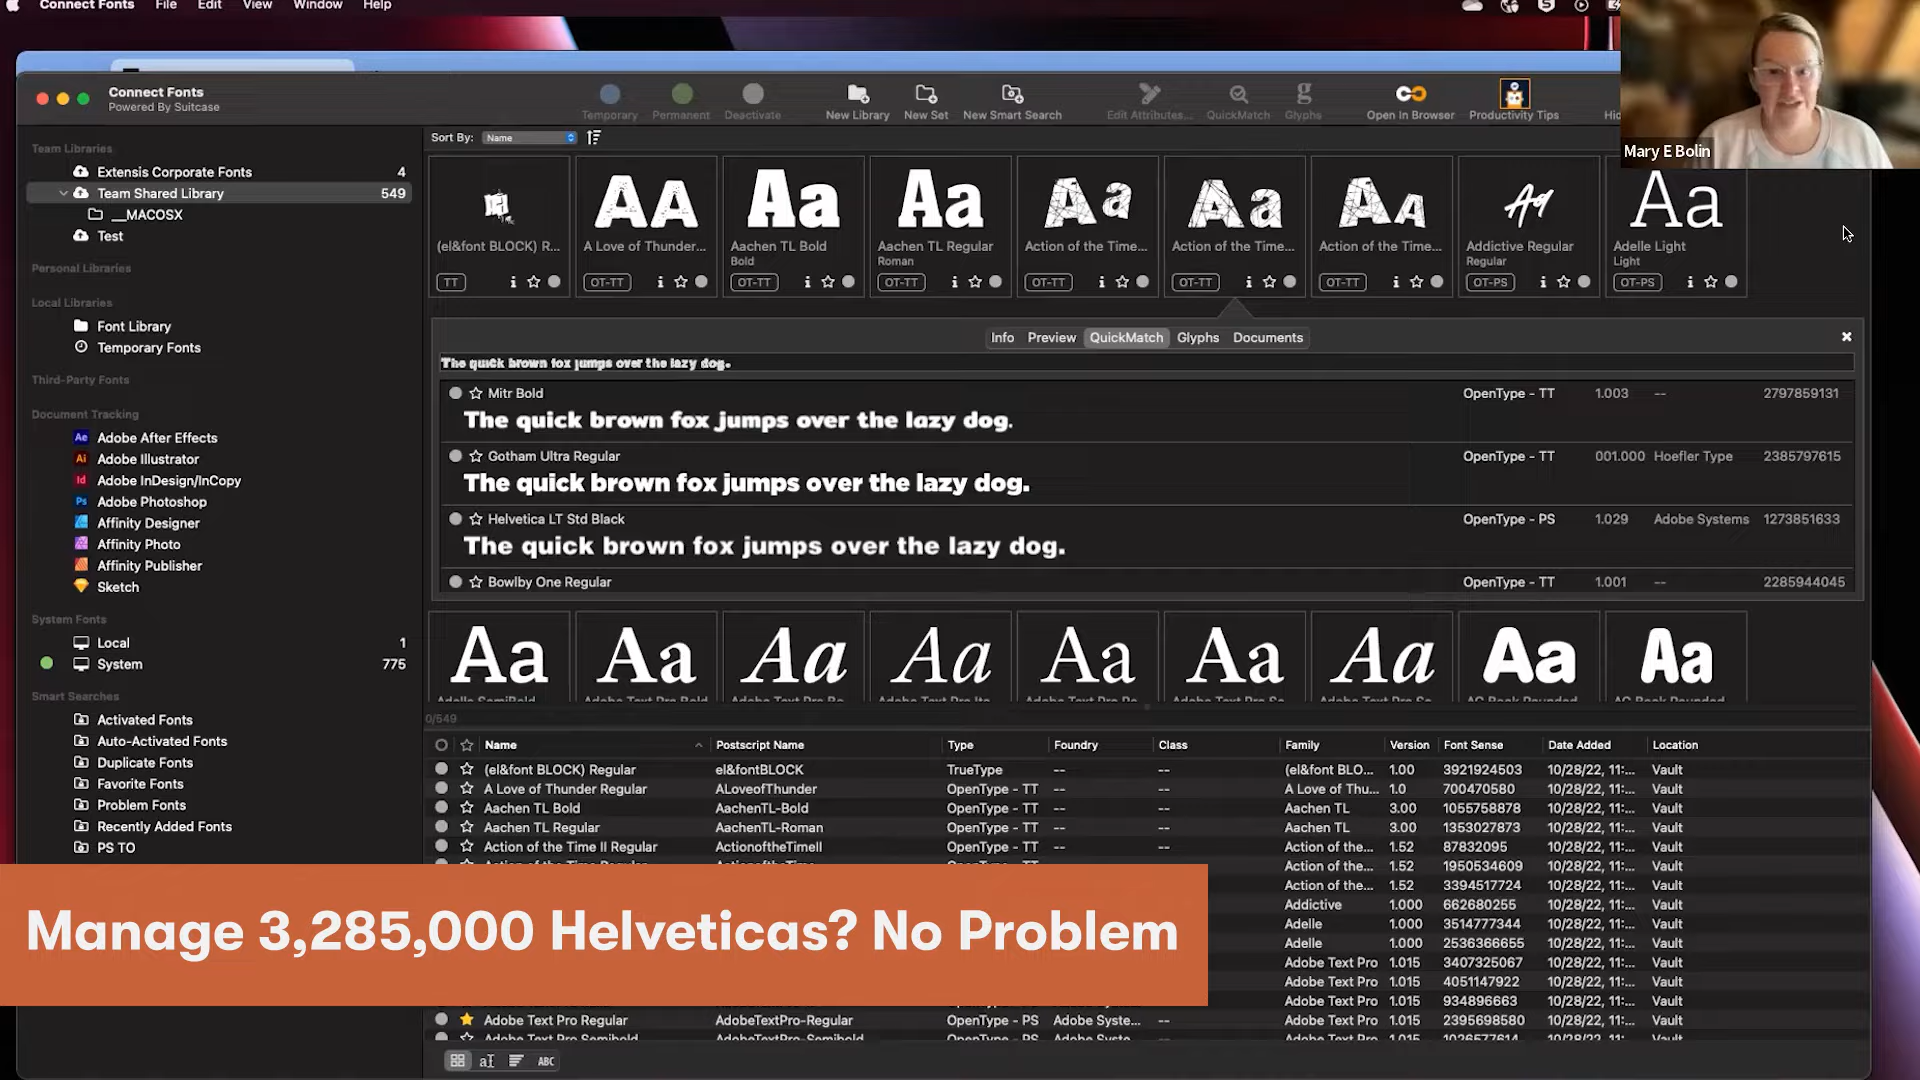 Connect Fonts File Edit View Window Help
Connect Fonts
Powered By Suitcase
Temporary Permanent Deactivate New Library New Set New Smart Search Edit Attributes... QuickMatch Glyphs Open In Browser Productivity Tips
Mary E Bolin
Team Libraries
Extensis Corporate Fonts 4
Team Shared Library 549
__MACOSX
Test
Personal Libraries
Local Libraries
Font Library
Temporary Fonts
Third-Party Fonts
Document Tracking
Ae Adobe After Effects
Ai Adobe Illustrator
Id Adobe InDesign/InCopy
Ps Adobe Photoshop
Affinity Designer
Affinity Photo
Affinity Publisher
Sketch
System Fonts
Local 1
System 775
Smart Searches
Activated Fonts
Auto-Activated Fonts
Duplicate Fonts
Favorite Fonts
Problem Fonts
Recently Added Fonts
PS TO
Sort By: Name
AA Aa Aa Aa Aa AA Aa Aa
(el&font BLOCK) R... A Love of Thunder... Aachen TL Bold Aachen TL Regular Action of the Time... Action of the Time... Action of the Time... Addictive Regular Adelle Light
Bold Roman Regular Light
TT OT-TT OT-TT OT-TT OT-TT OT-TT OT-TT OT-PS OT-PS
Info Preview QuickMatch Glyphs Documents
The quick brown fox jumps over the lazy dog.
Mitr Bold OpenType - TT 1.003 -- 2797859131
The quick brown fox jumps over the lazy dog.
Gotham Ultra Regular OpenType - TT 001.000 Hoefler Type 2385797615
The quick brown fox jumps over the lazy dog.
Helvetica LT Std Black OpenType - PS 1.029 Adobe Systems 1273851633
The quick brown fox jumps over the lazy dog.
Bowlby One Regular OpenType - TT 1.001 -- 2285944045
Aa Aa Aa Aa Aa Aa Aa Aa Aa
0/549
Name Postscript Name Type Foundry Class Family Version Font Sense Date Added Location
(el&font BLOCK) Regular el&fontBLOCK TrueType -- -- (el&font BLO... 1.00 3921924503 10/28/22, 11:... Vault
A Love of Thunder Regular ALoveofThunder OpenType - TT -- -- A Love of Thu... 1.0 700470580 10/28/22, 11:... Vault
Aachen TL Bold AachenTL-Bold OpenType - TT -- -- Aachen TL 3.00 1055758878 10/28/22, 11:... Vault
Aachen TL Regular AachenTL-Roman OpenType - TT -- -- Aachen TL 3.00 1353027873 10/28/22, 11:... Vault
Action of the Time II Regular ActionoftheTimeII OpenType - TT -- -- Action of the... 1.52 87832095 10/28/22, 11:... Vault
Action of the... 1.52 1950534609 10/28/22, 11:... Vault
Action of the... 1.52 3394517724 10/28/22, 11:... Vault
Addictive 1.000 662680255 10/28/22, 11:... Vault
Adelle 1.000 3514777344 10/28/22, 11:... Vault
Adelle 1.000 2536366655 10/28/22, 11:... Vault
Adobe Text Pro 1.015 3407325067 10/28/22, 11:... Vault
Adobe Text Pro 1.015 4051147922 10/28/22, 11:... Vault
Adobe Text Pro 1.015 934896663 10/28/22, 11:... Vault
Adobe Text Pro Regular AdobeTextPro-Regular OpenType - PS Adobe Syste... -- Adobe Text Pro 1.015 2395698580 10/28/22, 11:... Vault
Manage 3,285,000 Helveticas? No Problem
ABC